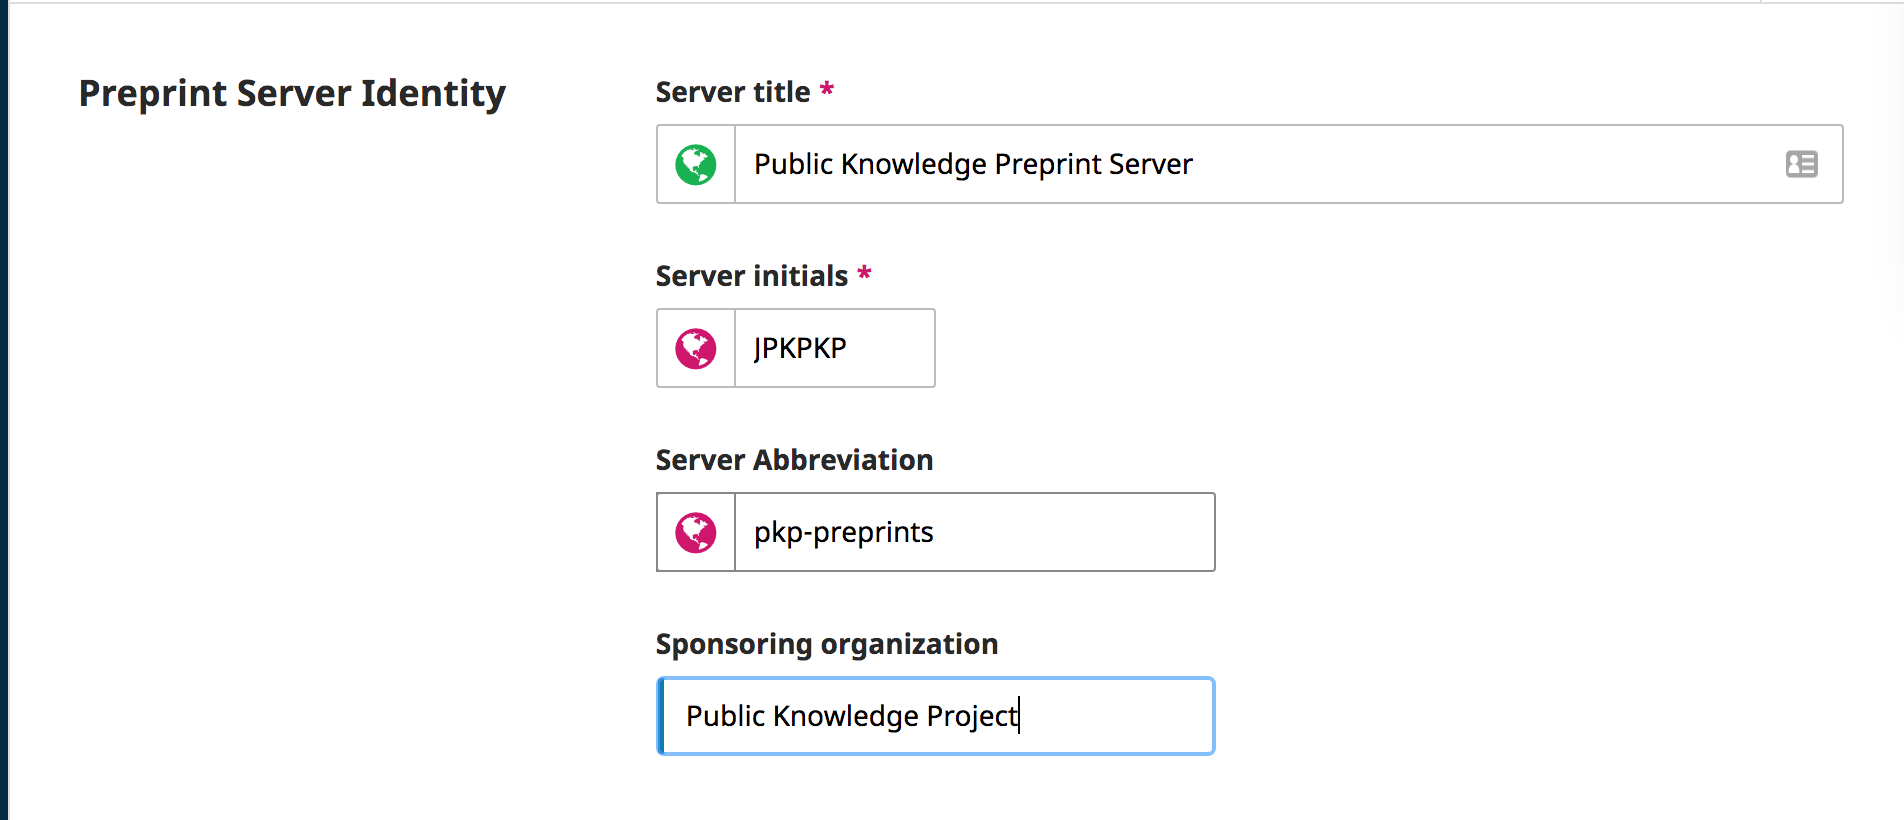 Preprint Server Identity
Server title *
Public Knowledge Preprint Server
Server initials *
JPKPKP
Server Abbreviation
pkp-preprints
Sponsoring organization
Public Knowledge Project